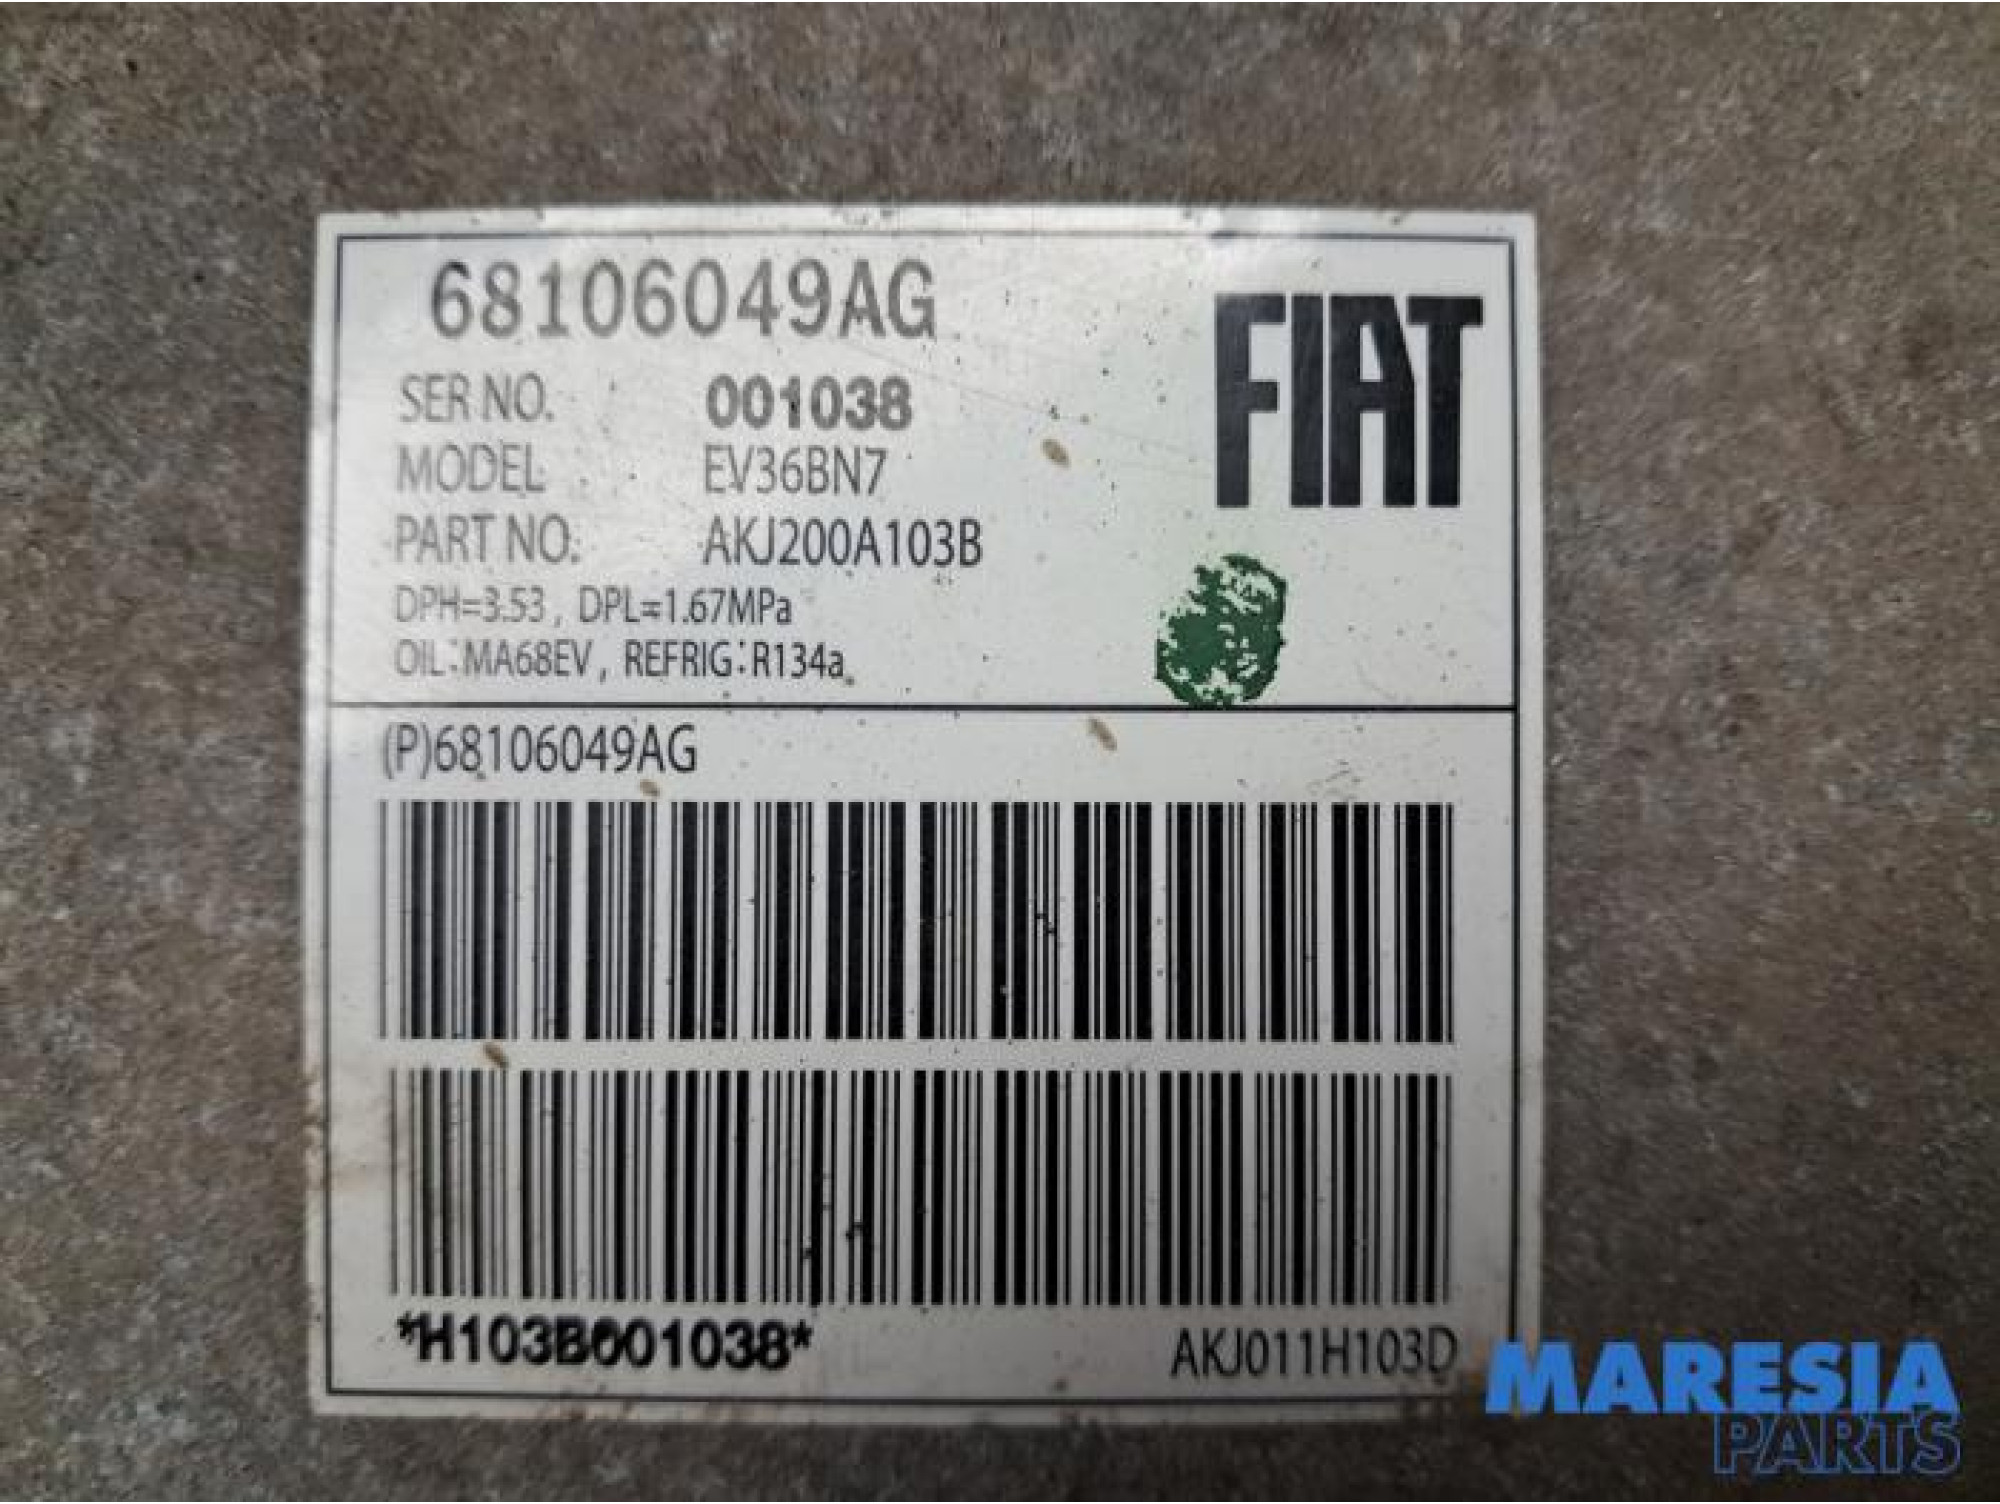 68106049AG
FIAT
SER NO. 001038
MODEL EV36BN7
PART NO. AKJ200A103B
DPH=3.53, DPL=1.67MPa
OIL:MA68EV, REFRIG:R134a
(P)68106049AG
*H103B001038*
AKJ011H103D
MARESIA
PARTS